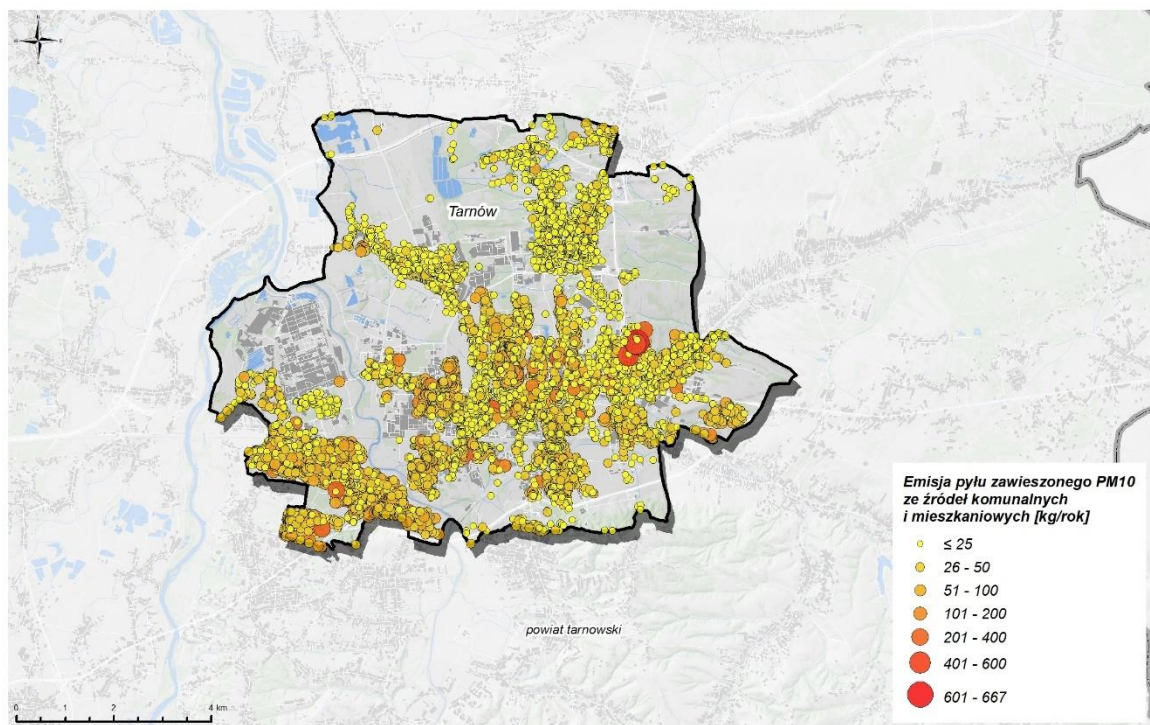 N
W
E
S
Tarnów
powiat tarnowski
Emisja pyłu zawieszonego PM10
ze źródeł komunalnych
i mieszkaniowych [kg/rok]
≤ 25
26 - 50
51 - 100
101 - 200
201 - 400
401 - 600
601 - 667
0 1 2 4 km